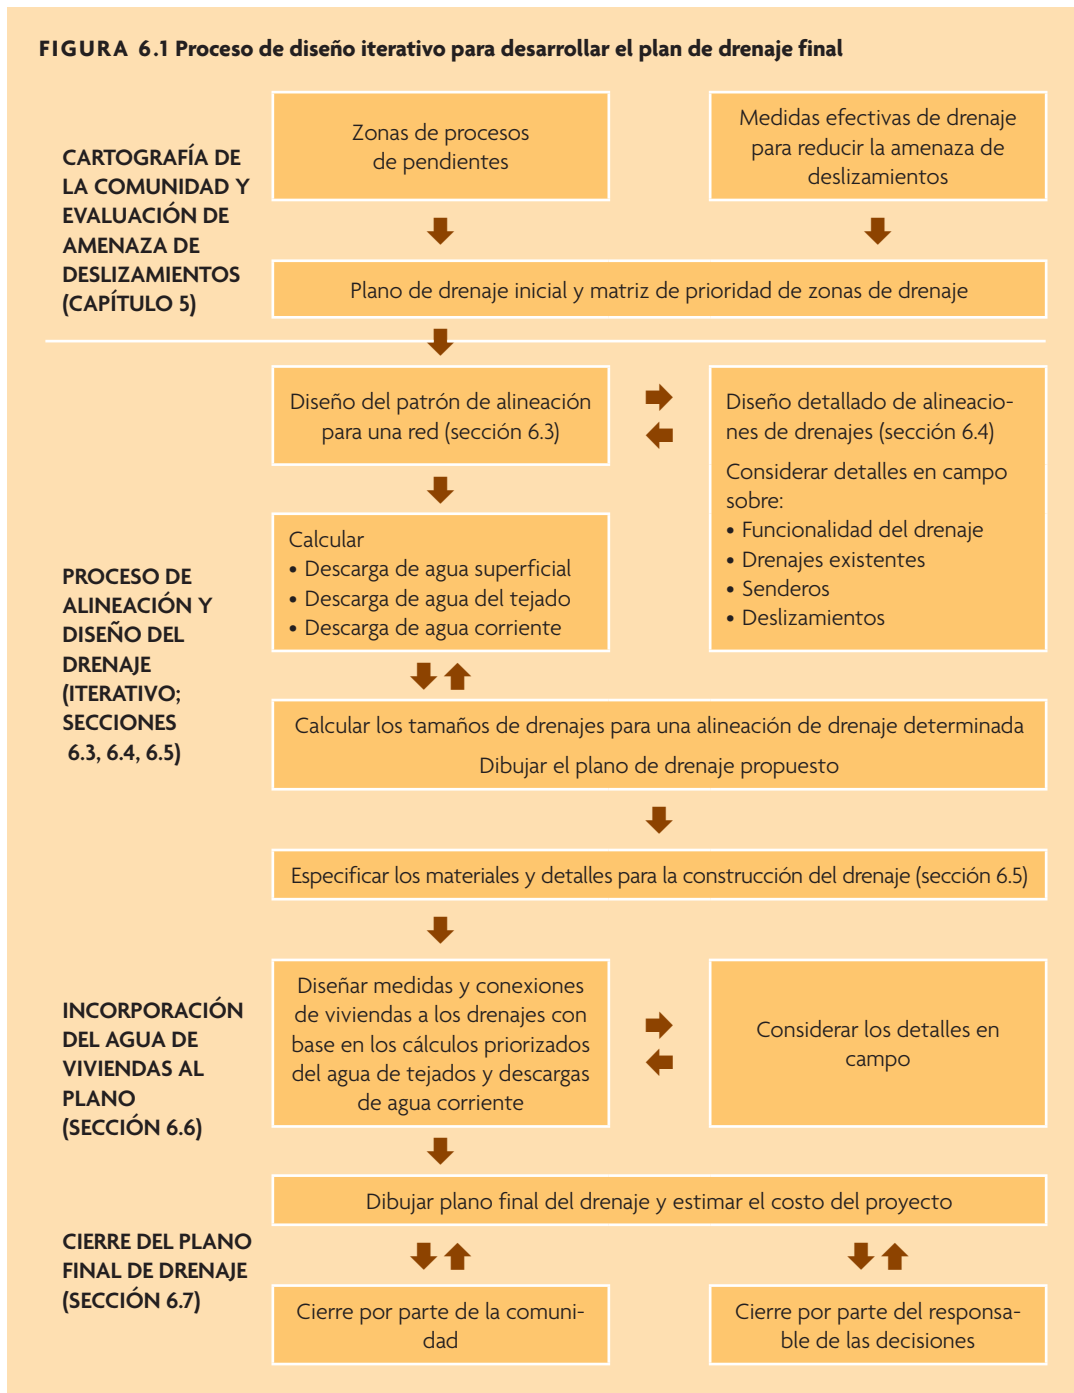 FIGURA 6.1 Proceso de diseño iterativo para desarrollar el plan de drenaje final
CARTOGRAFÍA DE
LA COMUNIDAD Y
EVALUACIÓN DE
AMENAZA DE
DESLIZAMIENTOS
(CAPÍTULO 5)
Zonas de procesos
de pendientes
Medidas efectivas de drenaje
para reducir la amenaza de
deslizamientos
Plano de drenaje inicial y matriz de prioridad de zonas de drenaje
PROCESO DE
ALINEACIÓN Y
DISEÑO DEL
DRENAJE
(ITERATIVO;
SECCIONES
6.3, 6.4, 6.5)
Diseño del patrón de alineación
para una red (sección 6.3)
Diseño detallado de alineacio-
nes de drenajes (sección 6.4)
Considerar detalles en campo
sobre:
• Funcionalidad del drenaje
• Drenajes existentes
• Senderos
• Deslizamientos
Calcular
• Descarga de agua superficial
• Descarga de agua del tejado
• Descarga de agua corriente
Calcular los tamaños de drenajes para una alineación de drenaje determinada
Dibujar el plano de drenaje propuesto
Especificar los materiales y detalles para la construcción del drenaje (sección 6.5)
INCORPORACIÓN
DEL AGUA DE
VIVIENDAS AL
PLANO
(SECCIÓN 6.6)
Diseñar medidas y conexiones
de viviendas a los drenajes con
base en los cálculos priorizados
del agua de tejados y descargas
de agua corriente
Considerar los detalles en
campo
Dibujar plano final del drenaje y estimar el costo del proyecto
CIERRE DEL PLANO
FINAL DE DRENAJE
(SECCIÓN 6.7)
Cierre por parte de la comuni-
dad
Cierre por parte del responsa-
ble de las decisiones